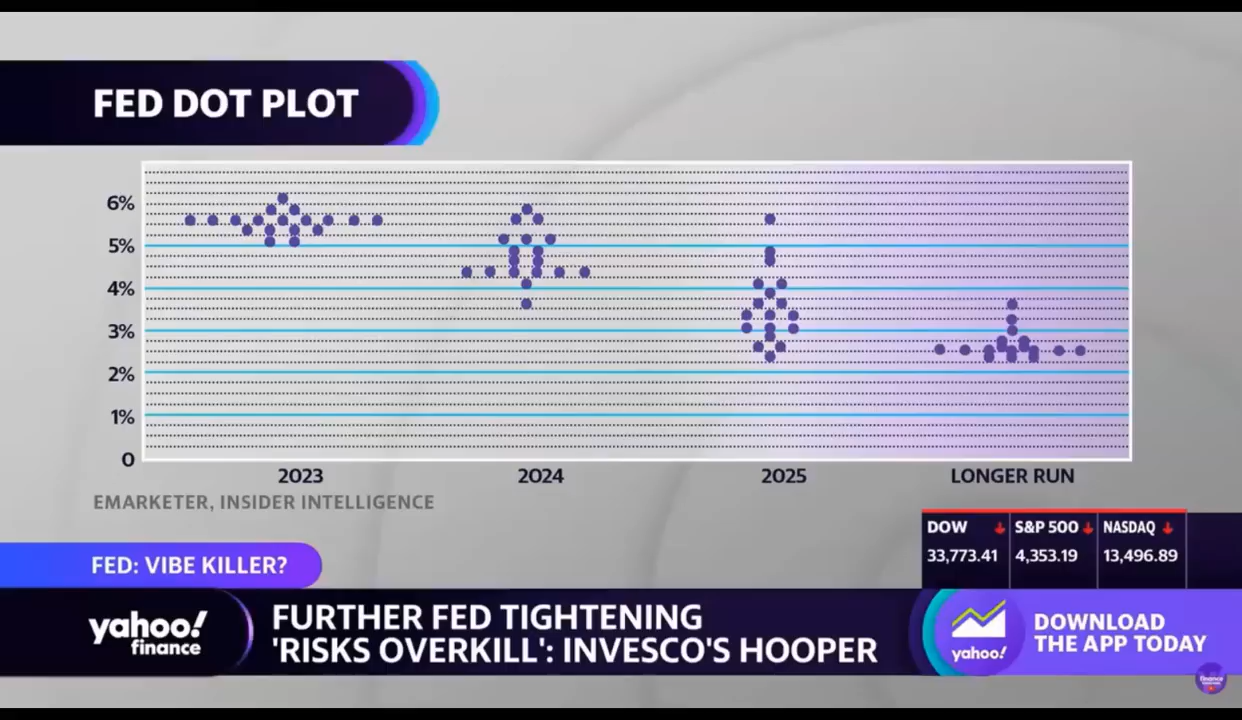 FED DOT PLOT
6%
5%
4%
3%
2%
1%
0
2023 2024 2025 LONGER RUN
EMARKETER, INSIDER INTELLIGENCE
DOW S&P 500 NASDAQ
33,773.41 4,353.19 13,496.89
FED: VIBE KILLER?
yahoo!
finance
FURTHER FED TIGHTENING
'RISKS OVERKILL': INVESCO'S HOOPER
yahoo!
DOWNLOAD
THE APP TODAY
finance